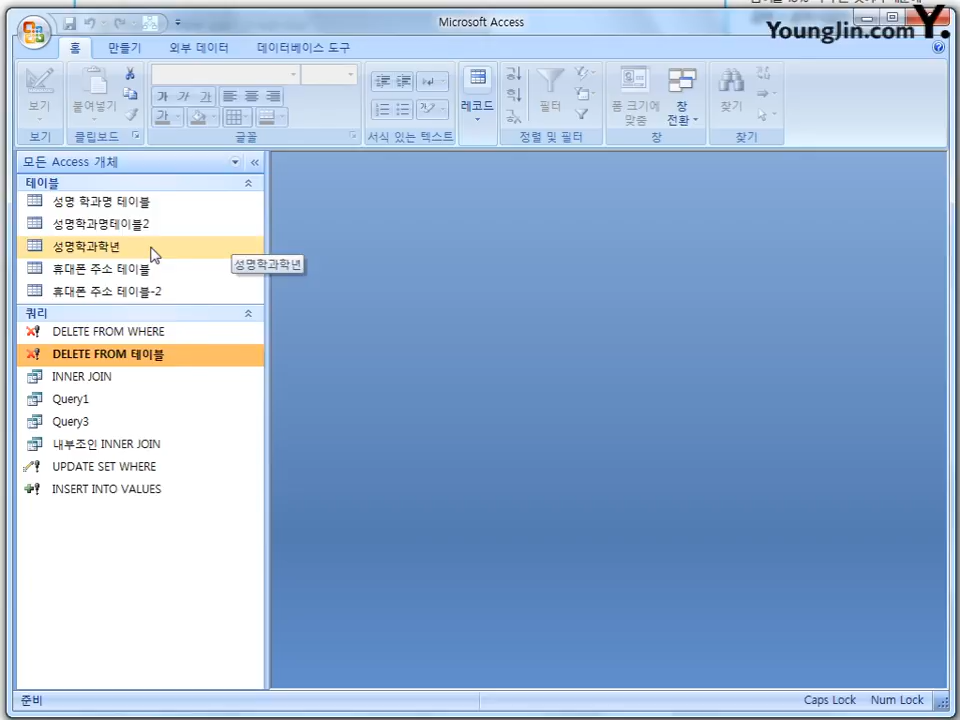 Microsoft Access
YoungJin.com Y.
홈 만들기 외부 데이터 데이터베이스 도구
보기 붙여넣기 가 가 가 가 레코드 필터 폼 크기에 맞춤 창 전환 찾기
보기 클립보드 글꼴 서식 있는 텍스트 정렬 및 필터 창 찾기
모든 Access 개체
테이블
성명 학과명 테이블
성명학과명테이블2
성명학과학년
성명학과학년
휴대폰 주소 테이블
휴대폰 주소 테이블-2
쿼리
DELETE FROM WHERE
DELETE FROM 테이블
INNER JOIN
Query1
Query3
내부조인 INNER JOIN
UPDATE SET WHERE
INSERT INTO VALUES
준비 Caps Lock Num Lock